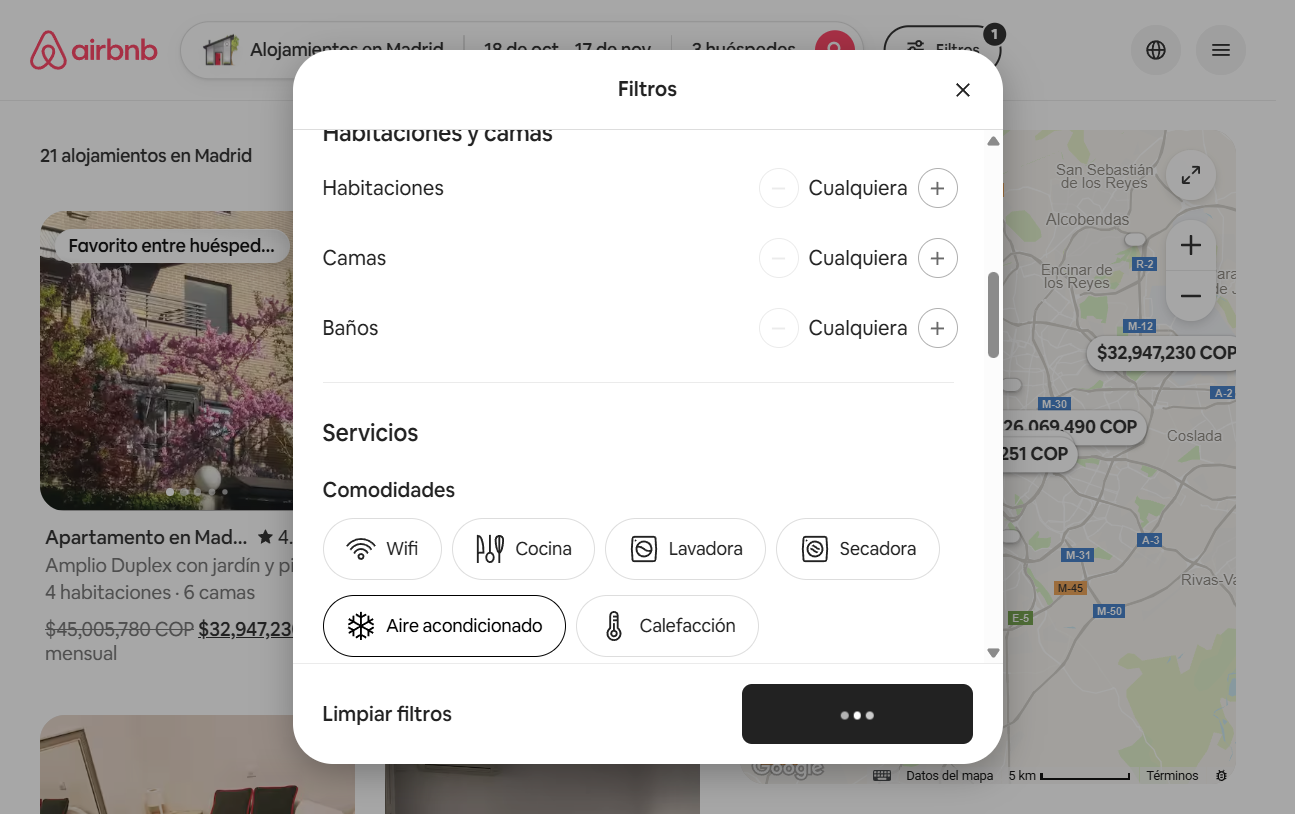 airbnb
Alojamientos en Madrid
18 de oct
17 de nov
3 huéspedes
Filtros
1
Filtros
21 alojamientos en Madrid
Favorito entre huésped...
Apartamento en Mad...
4.
Amplio Duplex con jardín y
4 habitaciones · 6 camas
$45,005,780 COP $32,947,23
mensual
Habitaciones y camas
Habitaciones
Cualquiera
Camas
Cualquiera
Baños
Cualquiera
Servicios
Comodidades
Wifi
Cocina
Lavadora
Secadora
Aire acondicionado
Calefacción
Limpiar filtros
San Sebastián
de los Reyes
Alcobendas
R-2
Encinar de
los Reyes
de J
M-12
$32,947,230 COP
A-2
M-30
26,069,490 COP
Coslada
251 COP
A-3
M-31
Rivas-Va
M-45
M-50
E-5
Google
Datos del mapa
5 km
Términos